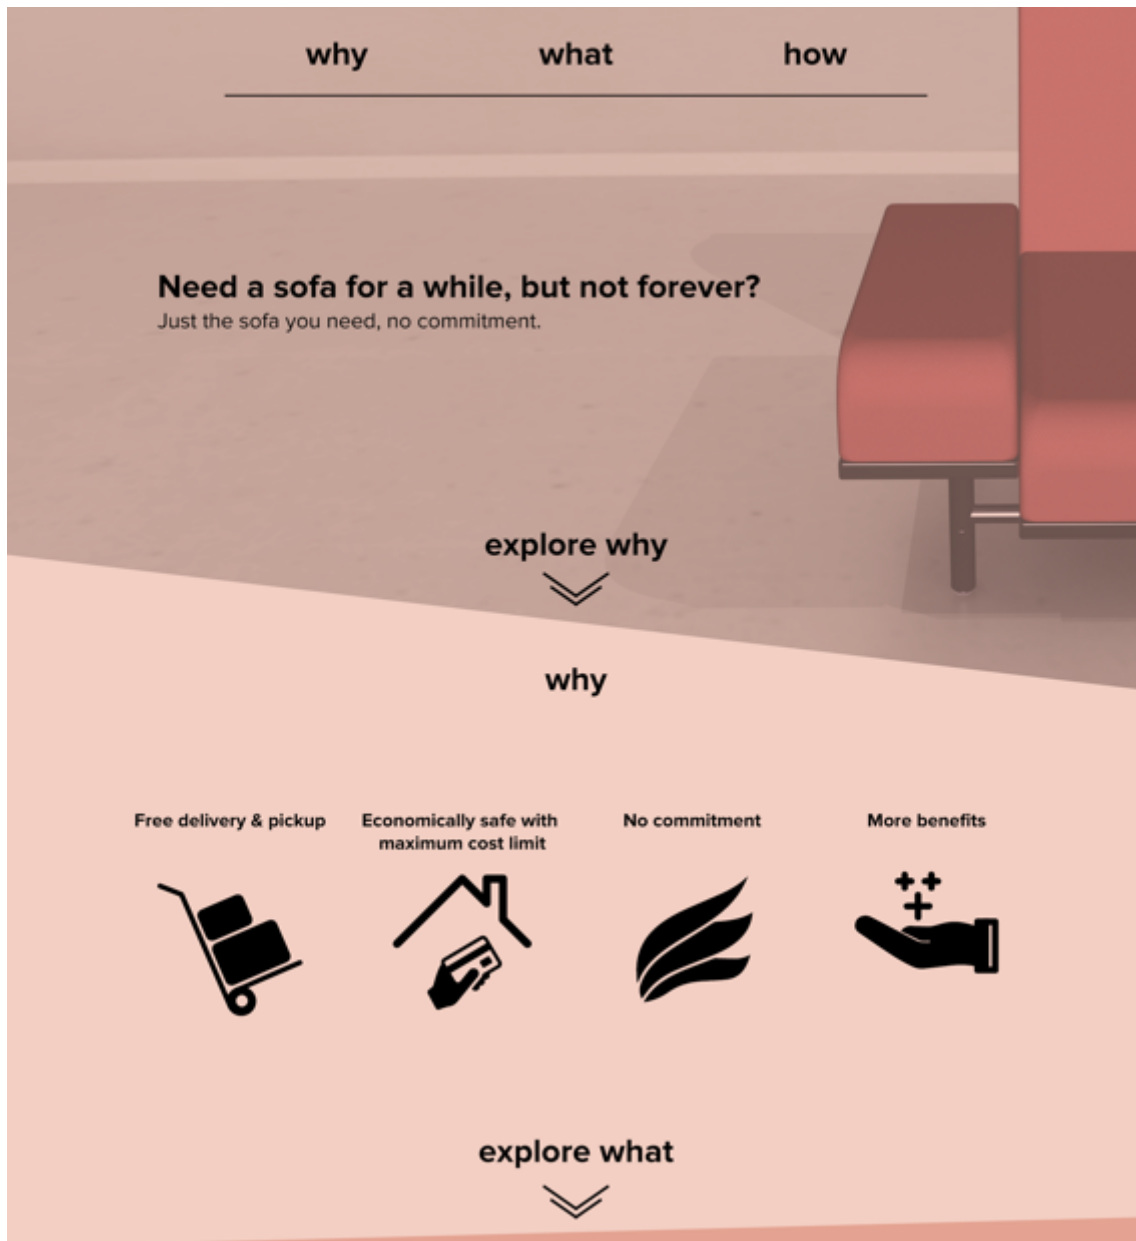 why what how
Need a sofa for a while, but not forever?
Just the sofa you need, no commitment.
explore why
why
Free delivery & pickup
Economically safe with
maximum cost limit
No commitment
More benefits
explore what